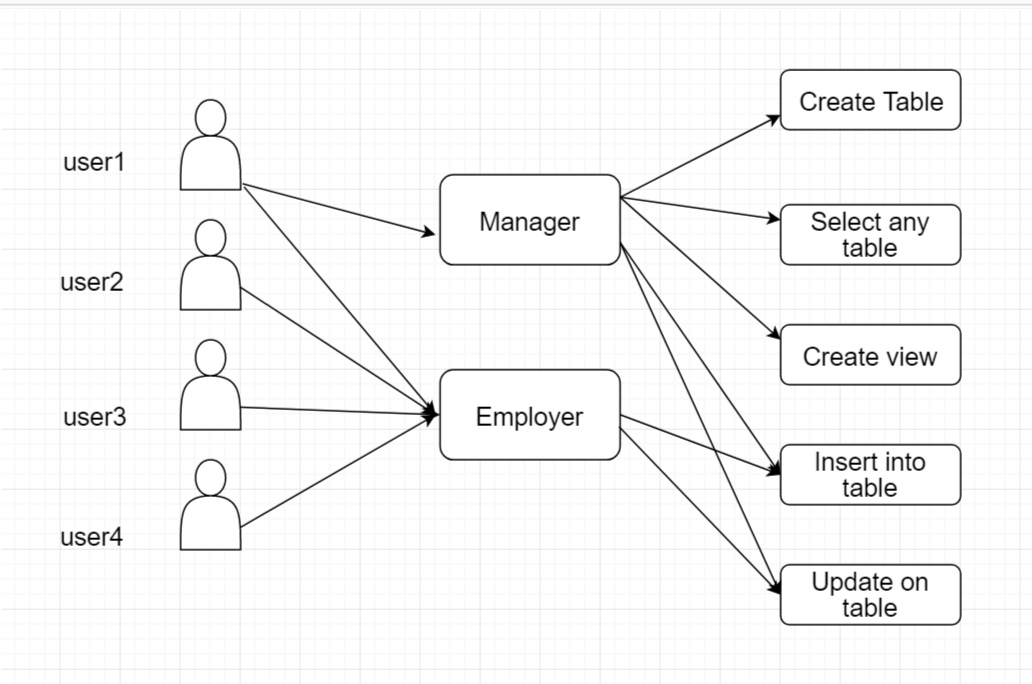 user1
user2
user3
user4
Manager
Employer
Create Table
Select any
table
Create view
Insert into
table
Update on
table